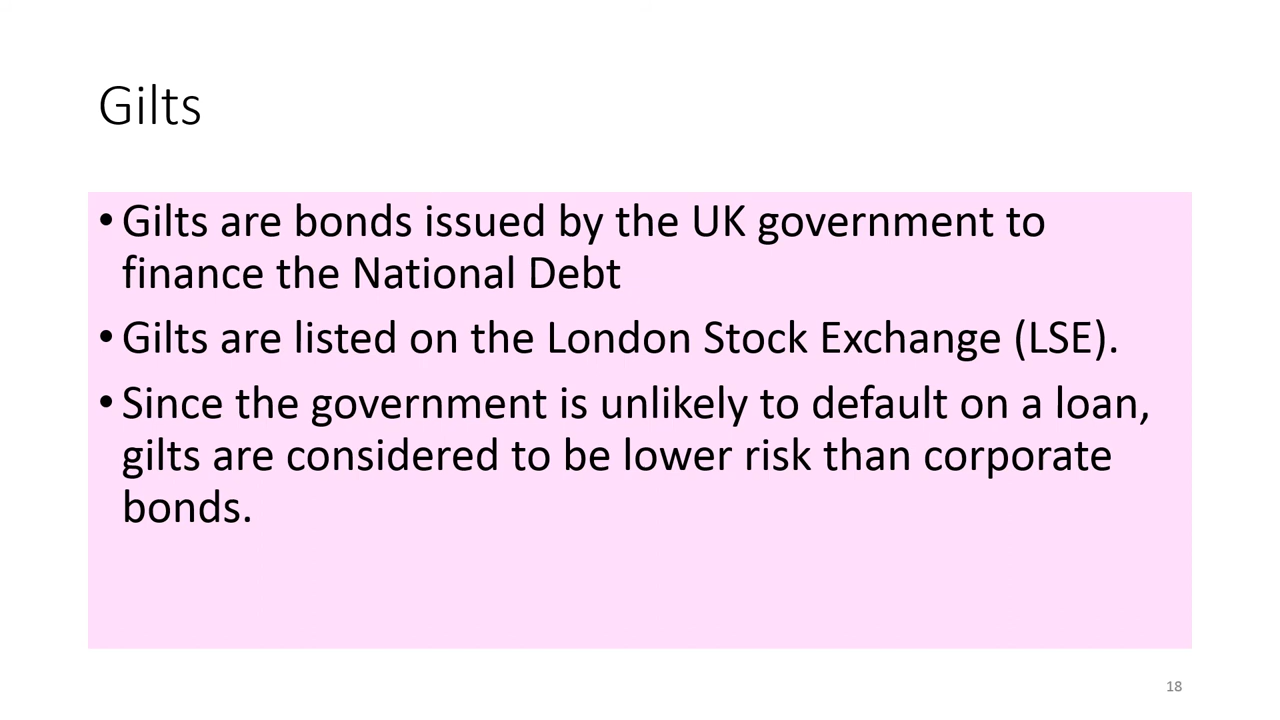 Gilts
• Gilts are bonds issued by the UK government to
finance the National Debt
• Gilts are listed on the London Stock Exchange (LSE).
• Since the government is unlikely to default on a loan,
gilts are considered to be lower risk than corporate
bonds.
18